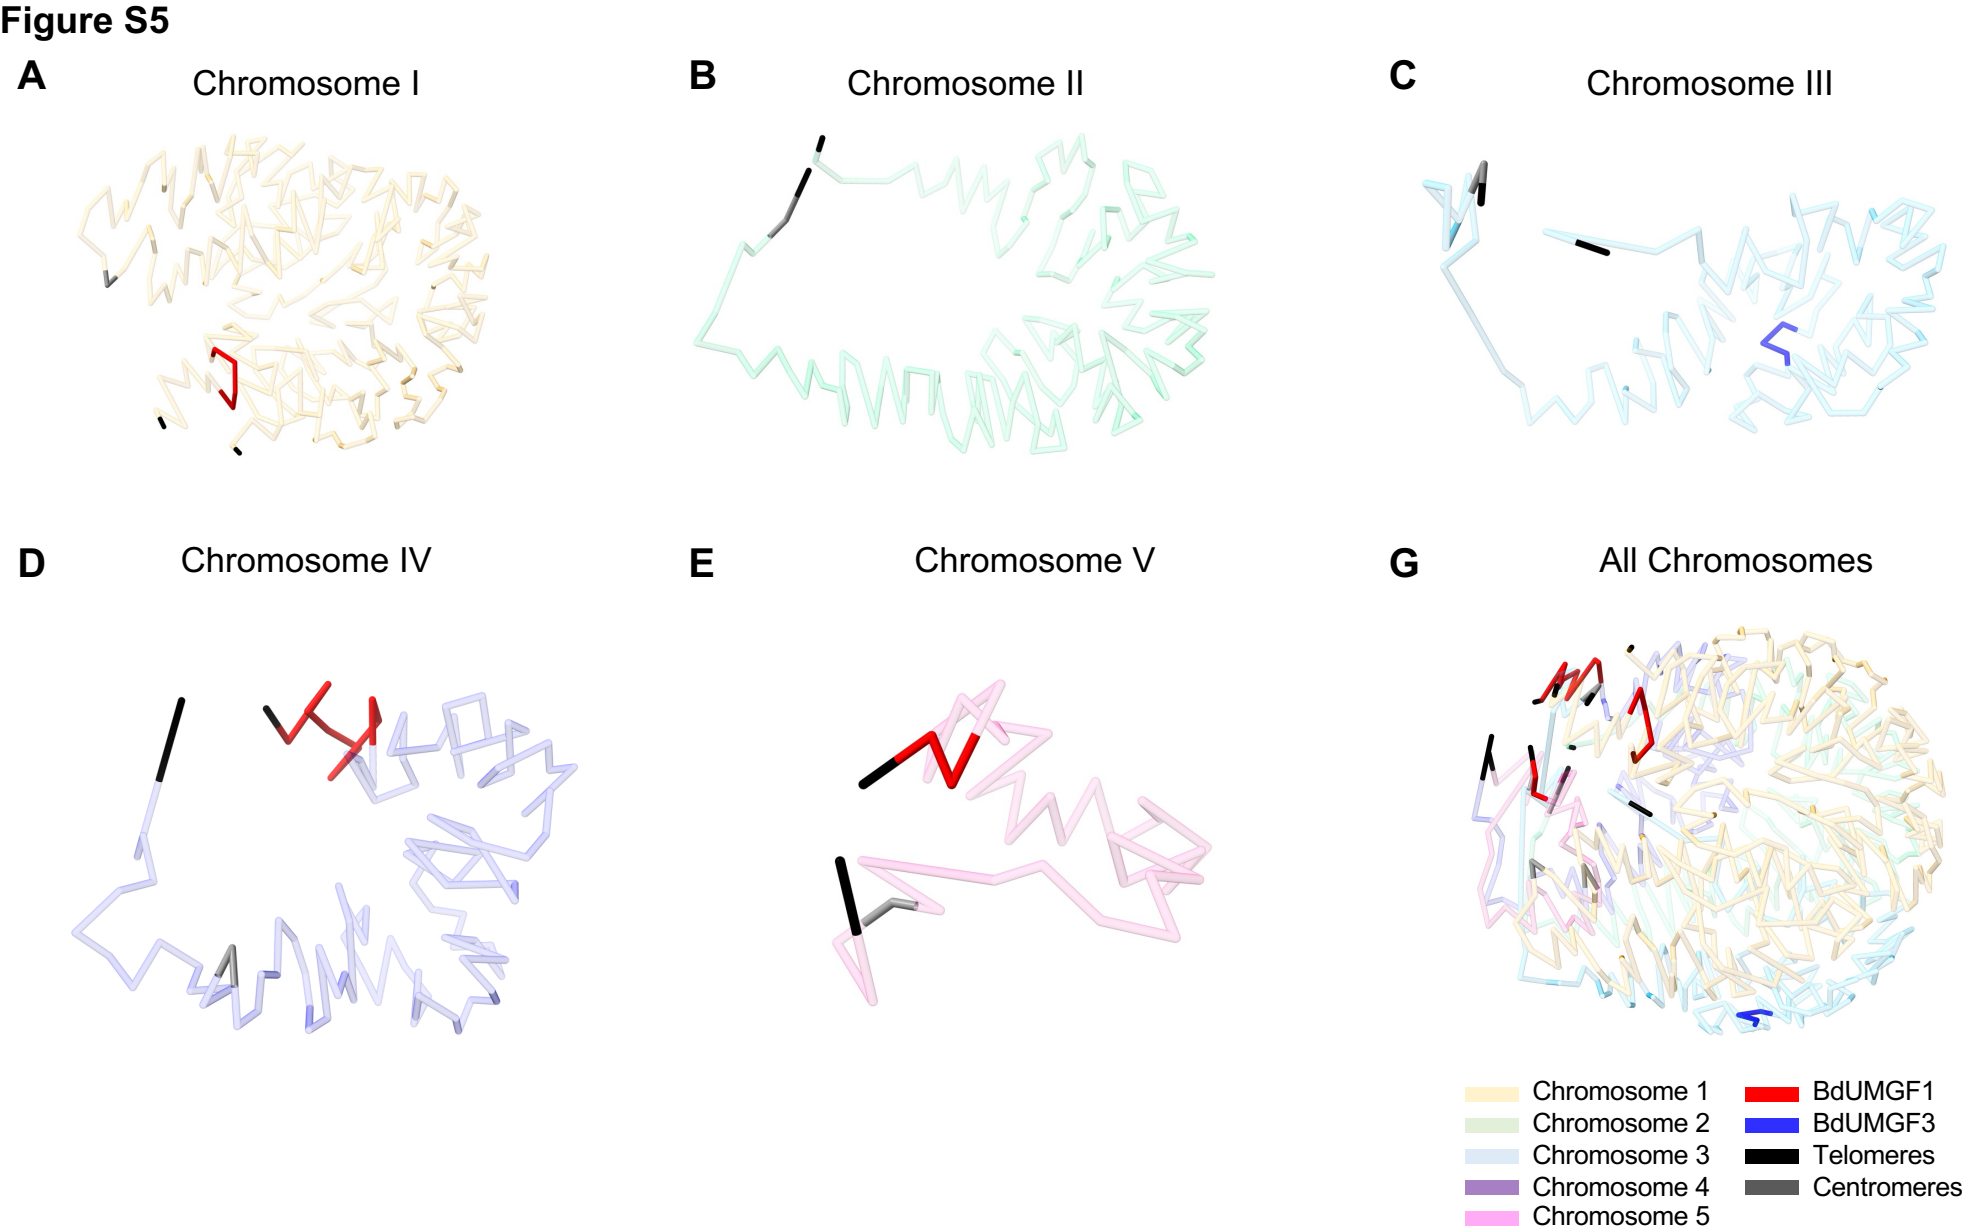 Figure S5
A
Chromosome I
B
Chromosome II
C
Chromosome III
D
Chromosome IV
E
Chromosome V
G
All Chromosomes
Chromosome 1
Chromosome 2
Chromosome 3
Chromosome 4
Chromosome 5
BdUMGF1
BdUMGF3
Telomeres
Centromeres